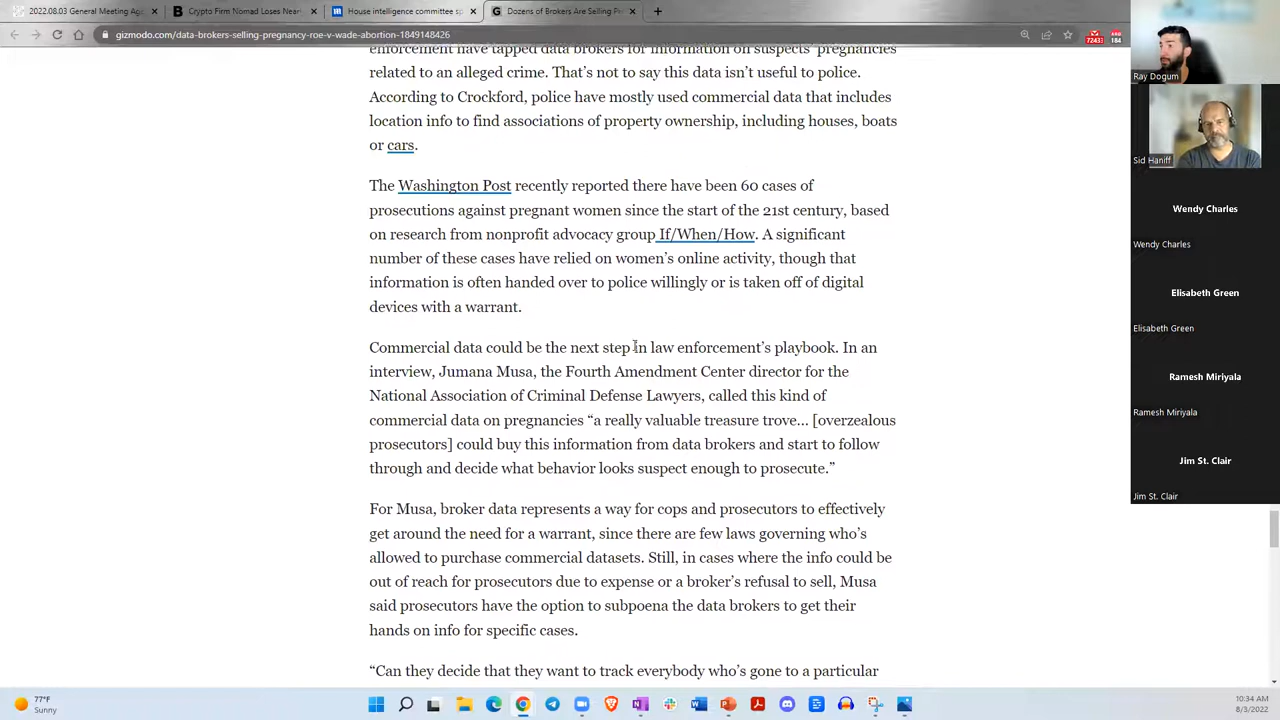 2022.08.03 General Meeting Age
Crypto Firm Nomad Loses Near
House intelligence committee sp
Dozens of Brokers Are Selling Pr
gizmodo.com/data-brokers-selling-pregnancy-roe-v-wade-abortion-1849148426
enforcement have tapped data brokers for information on suspects' pregnancies
related to an alleged crime. That's not to say this data isn't useful to police.
According to Crockford, police have mostly used commercial data that includes
location info to find associations of property ownership, including houses, boats
or cars.
The Washington Post recently reported there have been 60 cases of
prosecutions against pregnant women since the start of the 21st century, based
on research from nonprofit advocacy group If/When/How. A significant
number of these cases have relied on women's online activity, though that
information is often handed over to police willingly or is taken off of digital
devices with a warrant.
Commercial data could be the next step in law enforcement's playbook. In an
interview, Jumana Musa, the Fourth Amendment Center director for the
National Association of Criminal Defense Lawyers, called this kind of
commercial data on pregnancies “a really valuable treasure trove... [overzealous
prosecutors] could buy this information from data brokers and start to follow
through and decide what behavior looks suspect enough to prosecute.”
For Musa, broker data represents a way for cops and prosecutors to effectively
get around the need for a warrant, since there are few laws governing who's
allowed to purchase commercial datasets. Still, in cases where the info could be
out of reach for prosecutors due to expense or a broker's refusal to sell, Musa
said prosecutors have the option to subpoena the data brokers to get their
hands on info for specific cases.
“Can they decide that they want to track everybody who's gone to a particular
Ray Dogum
Sid Haniff
Wendy Charles
Wendy Charles
Elisabeth Green
Elisabeth Green
Ramesh Miriyala
Ramesh Miriyala
Jim St. Clair
Jim St. Clair
77°F
Sunny
10:34 AM
8/3/2022